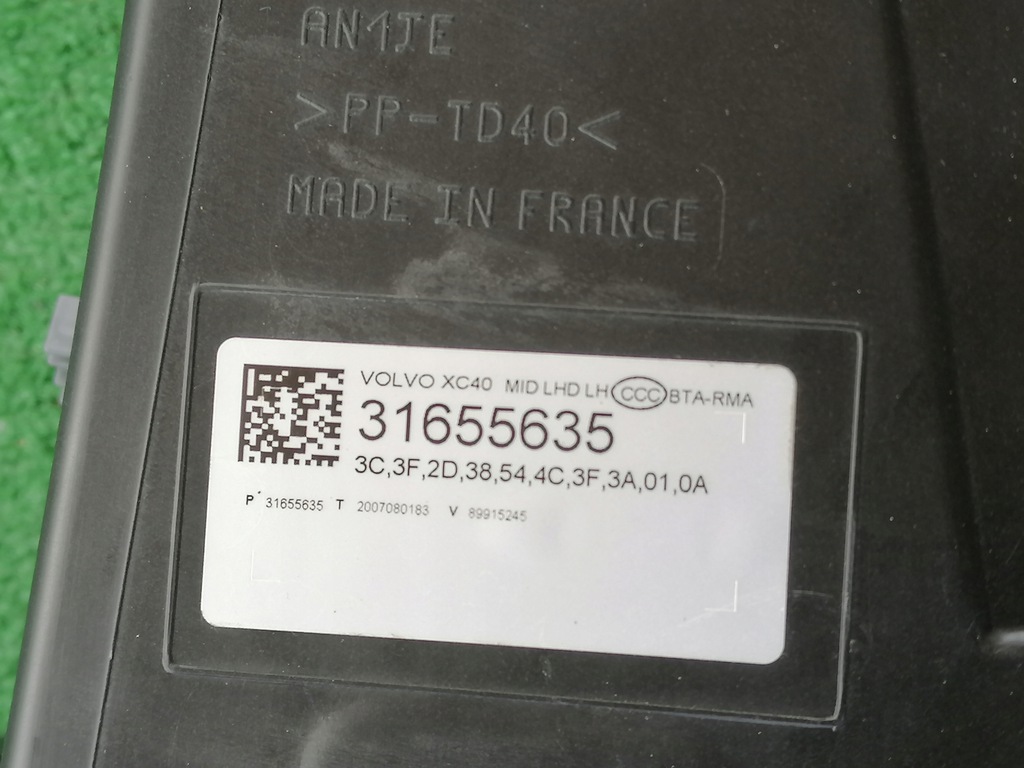 AN1JE
>PP-TD40<
MADE IN FRANCE
VOLVO XC40 MID LHD LH CCC BTA-RMA
31655635
3C,3F,2D,38,54,4C,3F,3A,01,0A
P 31655635 T 2007080183 V 89915245